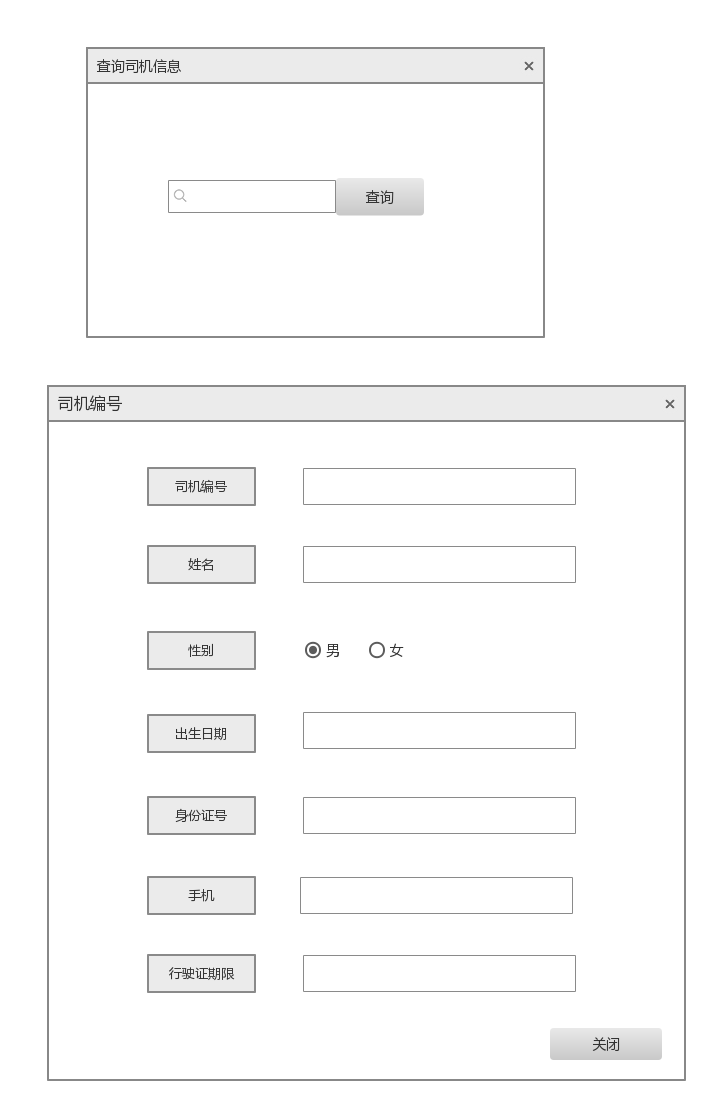 查询司机信息
查询
司机编号
司机编号
姓名
性别 男 女
出生日期
身份证号
手机
行驶证期限
关闭